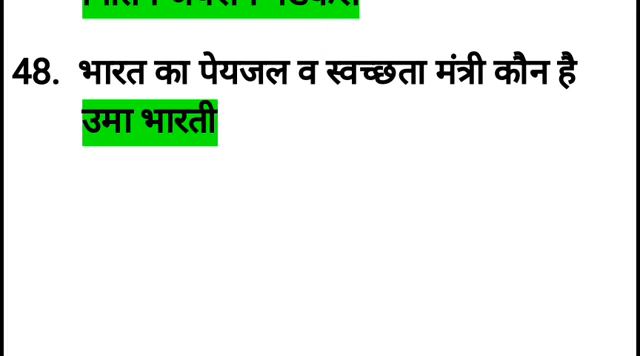 48. भारत का पेयजल व स्वच्छता मंत्री कौन है
उमा भारती